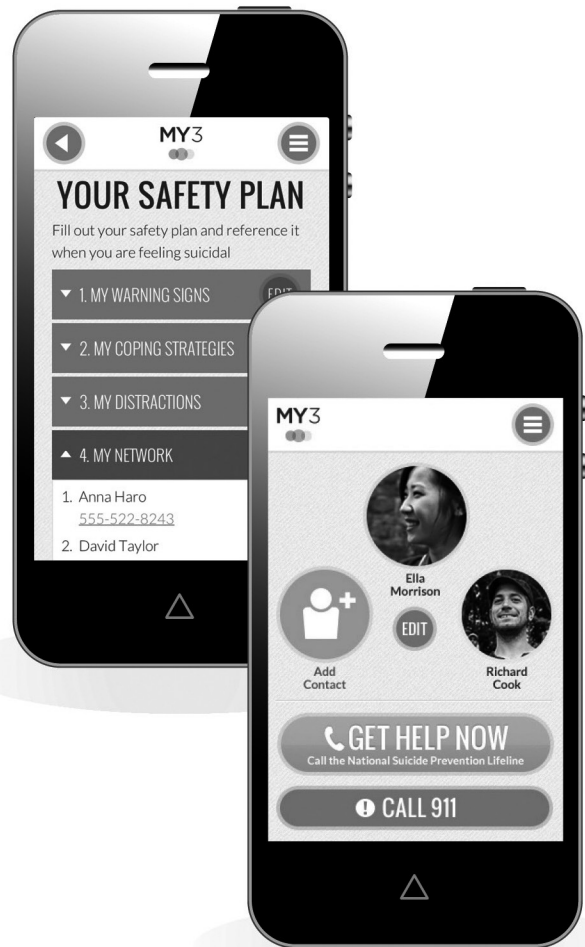 MY3
YOUR SAFETY PLAN
Fill out your safety plan and reference it
when you are feeling suicidal
1. MY WARNING SIGNS
EDIT
2. MY COPING STRATEGIES
3. MY DISTRACTIONS
4. MY NETWORK
1. Anna Haro
555-522-8243
2. David Taylor
MY3
Ella
Morrison
EDIT
Add
Contact
Richard
Cook
GET HELP NOW
Call the National Suicide Prevention Lifeline
CALL 911